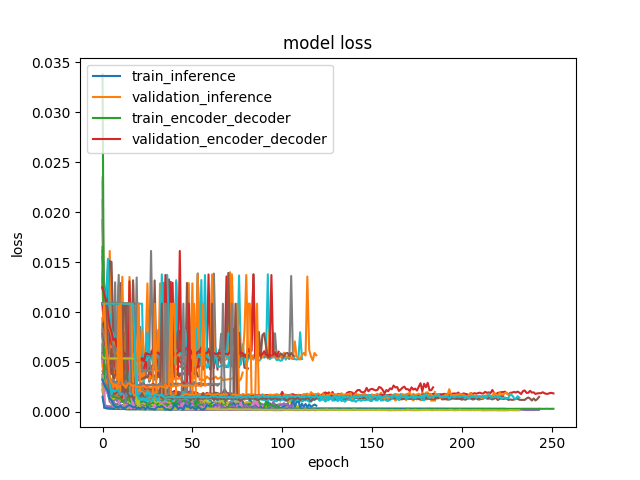 model loss
0.035
0.030
0.025
0.020
0.015
0.010
0.005
0.000
loss
train_inference
validation_inference
train_encoder_decoder
validation_encoder_decoder
0 50 100 150 200 250
epoch